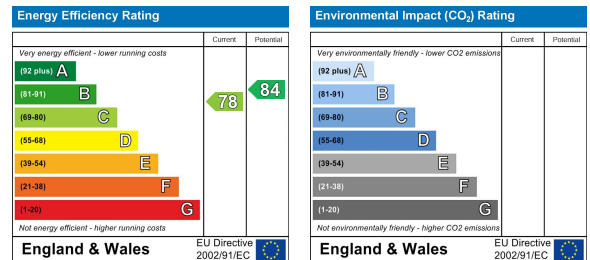 Energy Efficiency Rating
Current Potential
Very energy efficient - lower running costs
(92 plus) A
(81-91) B
(69-80) C
(55-68) D
(39-54) E
(21-38) F
(1-20) G
78
84
Not energy efficient - higher running costs
England & Wales
EU Directive
2002/91/EC
Environmental Impact (CO2) Rating
Current Potential
Very environmentally friendly - lower CO2 emissions
(92 plus) A
(81-91) B
(69-80) C
(55-68) D
(39-54) E
(21-38) F
(1-20) G
Not environmentally friendly - higher CO2 emissions
England & Wales
EU Directive
2002/91/EC